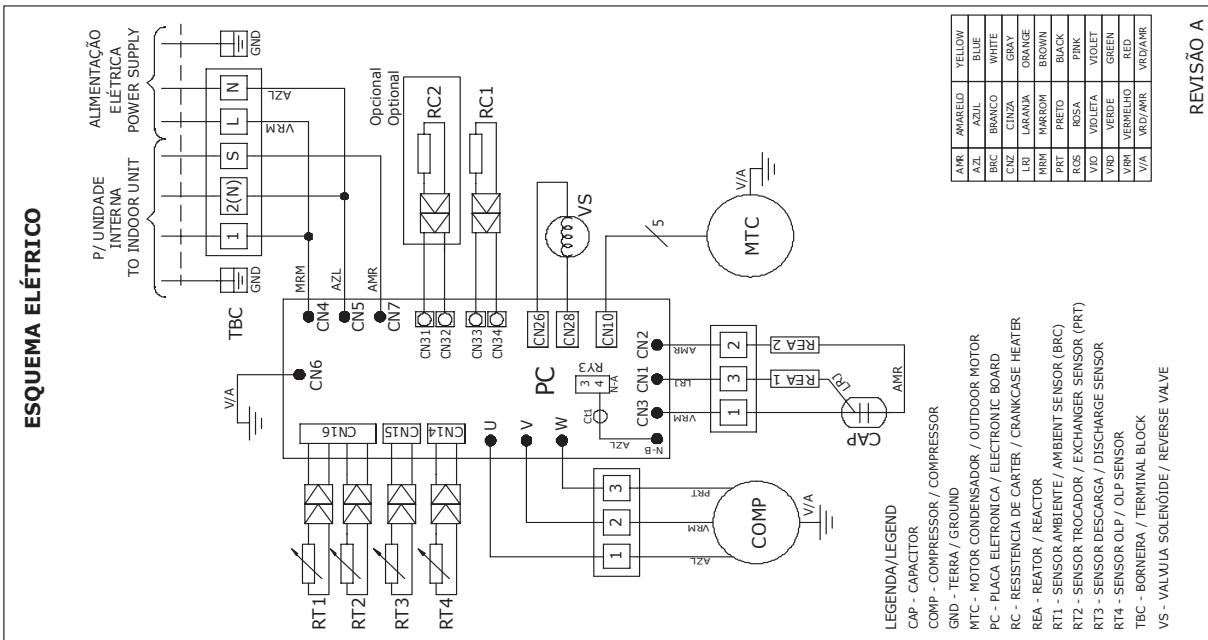 ESQUEMA ELÉTRICO
P/ UNIDADE
INTERNA
TO INDOOR UNIT
ALIMENTAÇÃO
ELÉTRICA
POWER SUPPLY
TBC
GND
1
2(N)
S
L
N
GND
VRM
AZL
MRM
AZL
AMR
V/A
CN6
CN4
CN5
CN7
CN31
CN32
CN33
CN34
Opcional
Optional
RC2
RC1
CN26
CN28
VS
CN10
5
MTC
V/A
PC
RT1
RT2
RT3
RT4
CN16
CN15
CN14
U
V
W
N-B
AZL
Ct1
3
4
RY3
N-A
CN3
CN1
CN2
VRM
LRJ
AMR
1
3
2
REA 1
REA 2
LRJ
AMR
CAP
1
2
3
AZL
VRM
PRT
COMP
V/A
LEGENDA/LEGEND
CAP - CAPACITOR
COMP - COMPRESSOR / COMPRESSOR
GND - TERRA / GROUND
MTC - MOTOR CONDENSADOR / OUTDOOR MOTOR
PC - PLACA ELETRONICA / ELECTRONIC BOARD
RC - RESISTENCIA DE CARTER / CRANKCASE HEATER
REA - REATOR / REACTOR
RT1 - SENSOR AMBIENTE / AMBIENT SENSOR (BRC)
RT2 - SENSOR TROCADOR / EXCHANGER SENSOR (PRT)
RT3 - SENSOR DESCARGA / DISCHARGE SENSOR
RT4 - SENSOR OLP / OLP SENSOR
TBC - BORNEIRA / TERMINAL BLOCK
VS - VALVULA SOLENÓIDE / REVERSE VALVE
AMR AMARELO YELLOW
AZL AZUL BLUE
BRC BRANCO WHITE
CNZ CINZA GRAY
LRJ LARANJA ORANGE
MRM MARROM BROWN
PRT PRETO BLACK
ROS ROSA PINK
VIO VIOLETA VIOLET
VRD VERDE GREEN
VRM VERMELHO RED
V/A VRD/AMR VRD/AMR
REVISÃO A